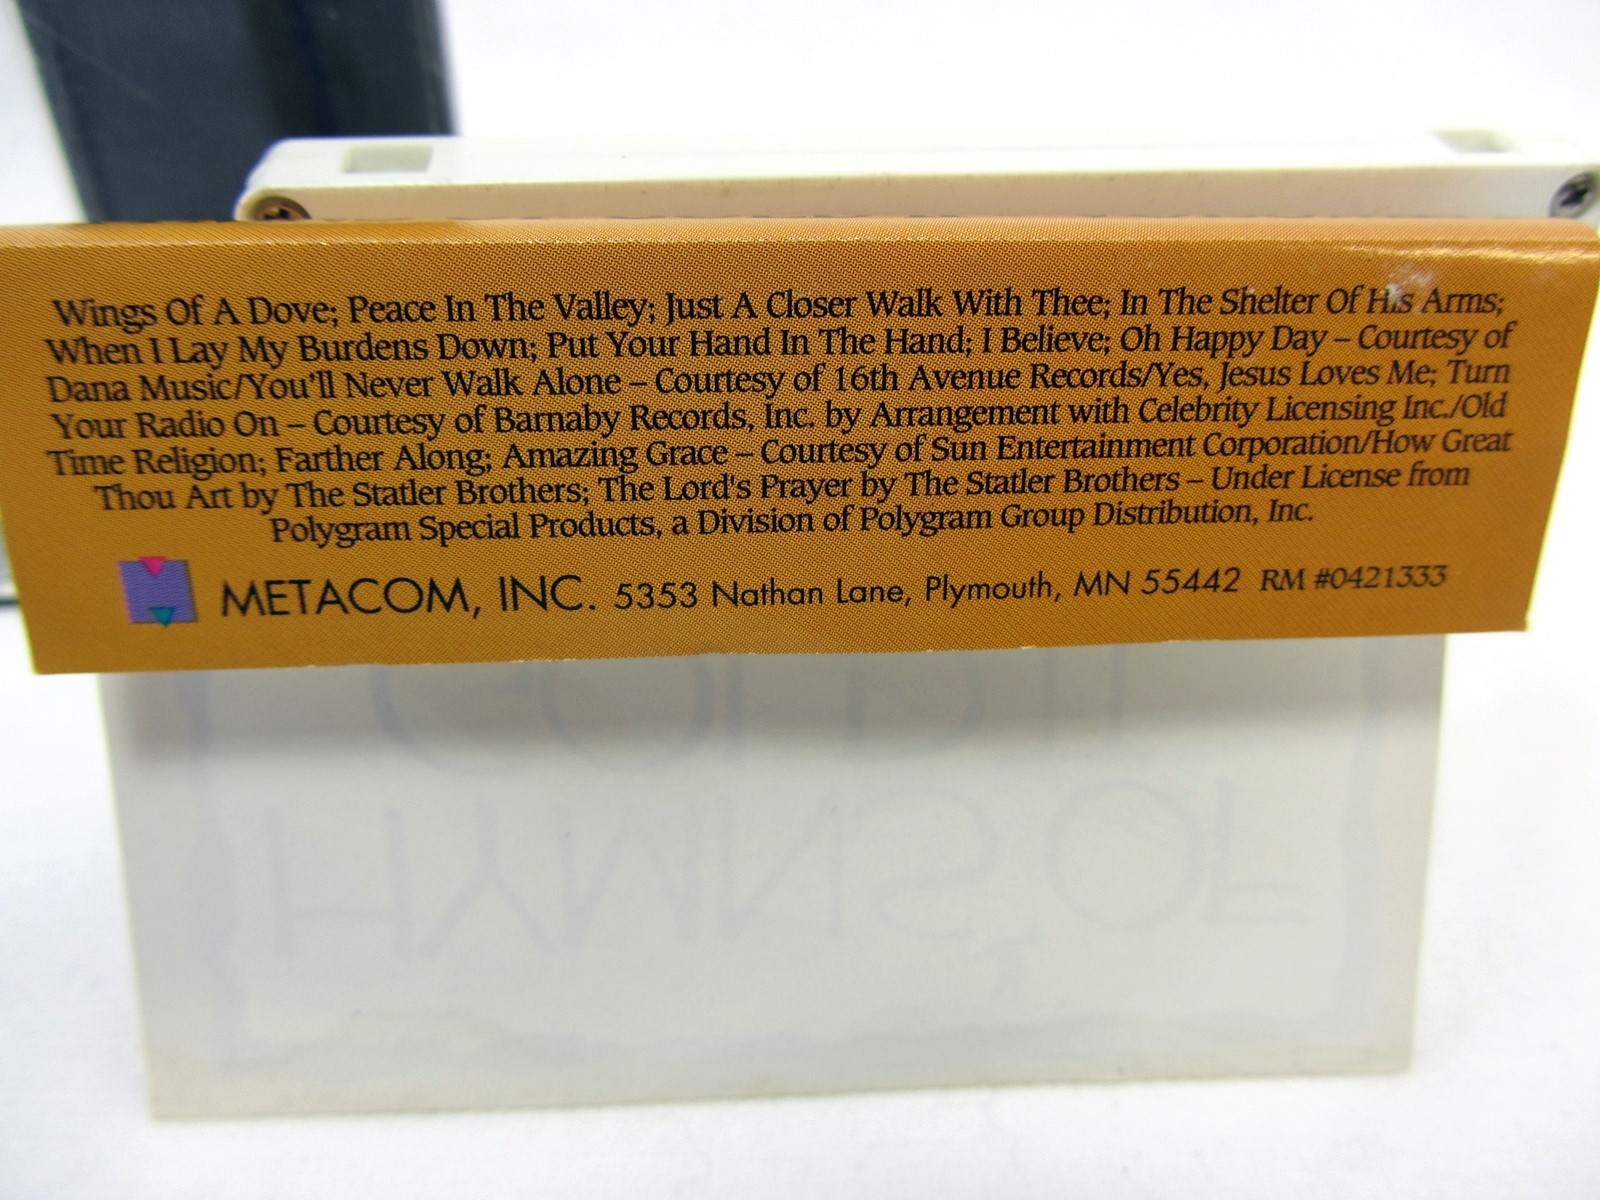 Wings Of A Dove; Peace In The Valley; Just A Closer Walk With Thee; In The Shelter Of His Arms;
When I Lay My Burdens Down; Put Your Hand In The Hand; I Believe; Oh Happy Day – Courtesy of
Dana Music/You'll Never Walk Alone – Courtesy of 16th Avenue Records/Yes, Jesus Loves Me; Turn
Your Radio On – Courtesy of Barnaby Records, Inc. by Arrangement with Celebrity Licensing Inc./Old
Time Religion; Farther Along; Amazing Grace – Courtesy of Sun Entertainment Corporation/How Great
Thou Art by The Statler Brothers; The Lord's Prayer by The Statler Brothers – Under License from
Polygram Special Products, a Division of Polygram Group Distribution, Inc.
METACOM, INC. 5353 Nathan Lane, Plymouth, MN 55442 RM #0421333
HYMNS OF